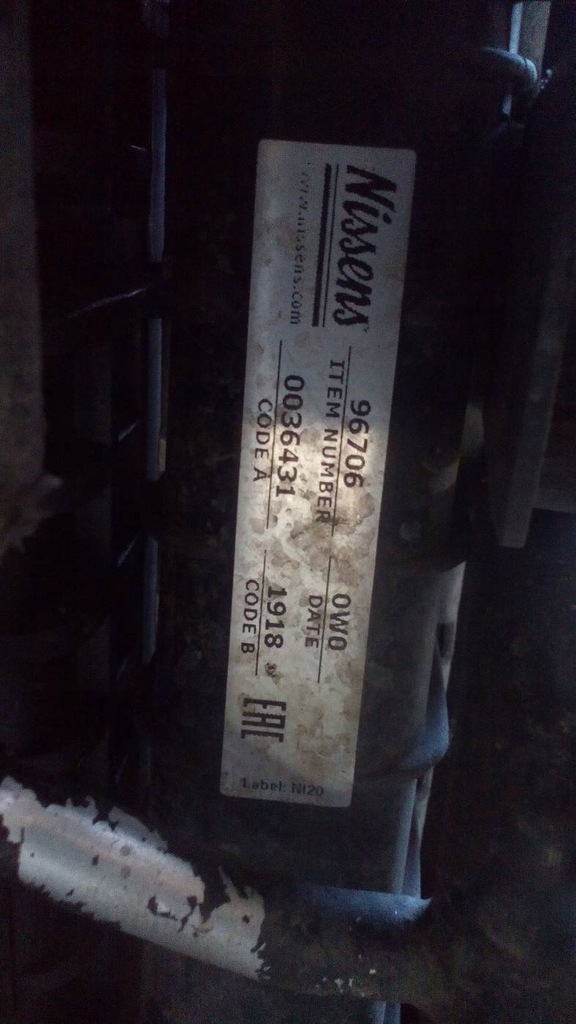 Nissens
www.nissens.com
96706
ITEM NUMBER
0036431
CODE A
0W0
DATE
1918
CODE B
EAC
Label: NI20